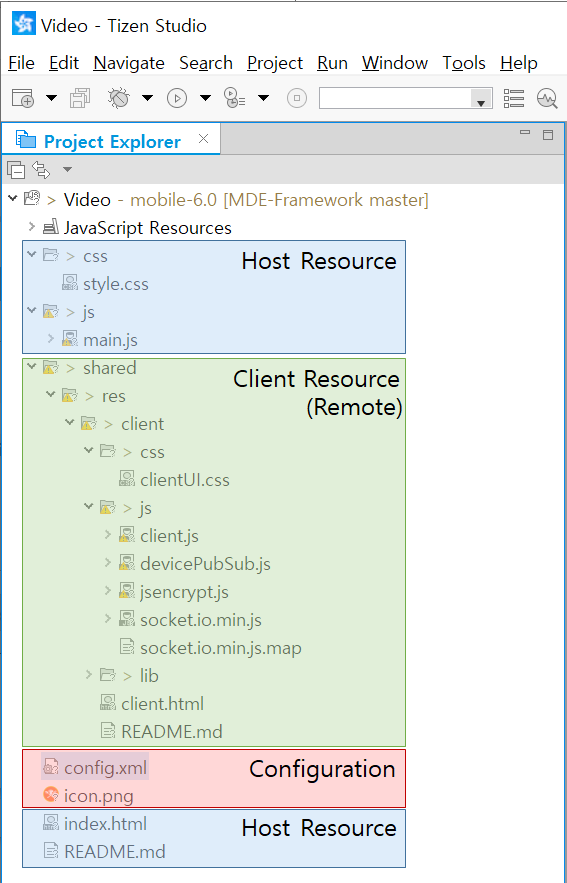 Video - Tizen Studio
File Edit Navigate Search Project Run Window Tools Help
Project Explorer
> Video - mobile-6.0 [MDE-Framework master]
JavaScript Resources
> css
Host Resource
style.css
> js
main.js
> shared
Client Resource
(Remote)
> res
> client
> css
clientUI.css
> js
client.js
devicePubSub.js
jsencrypt.js
socket.io.min.js
socket.io.min.js.map
> lib
client.html
README.md
config.xml
Configuration
icon.png
index.html
Host Resource
README.md